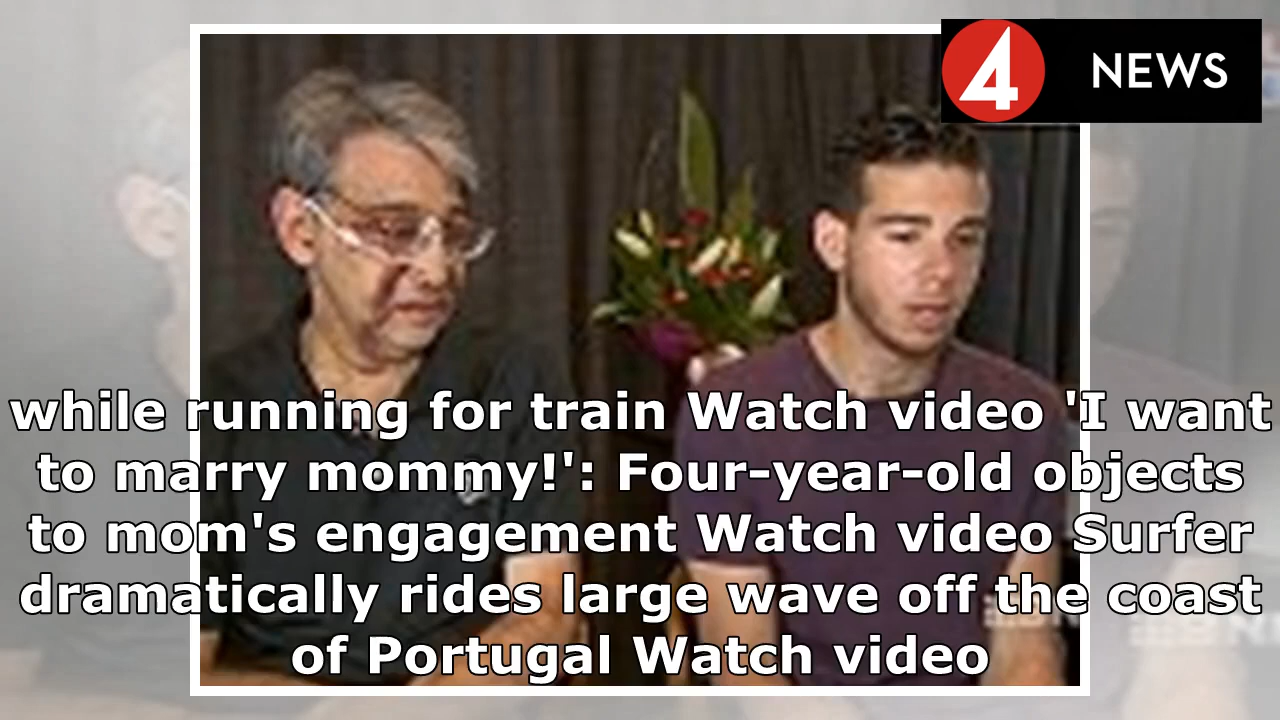 4 NEWS
while running for train Watch video 'I want
to marry mommy!': Four-year-old objects
to mom's engagement Watch video Surfer
dramatically rides large wave off the coast
of Portugal Watch video